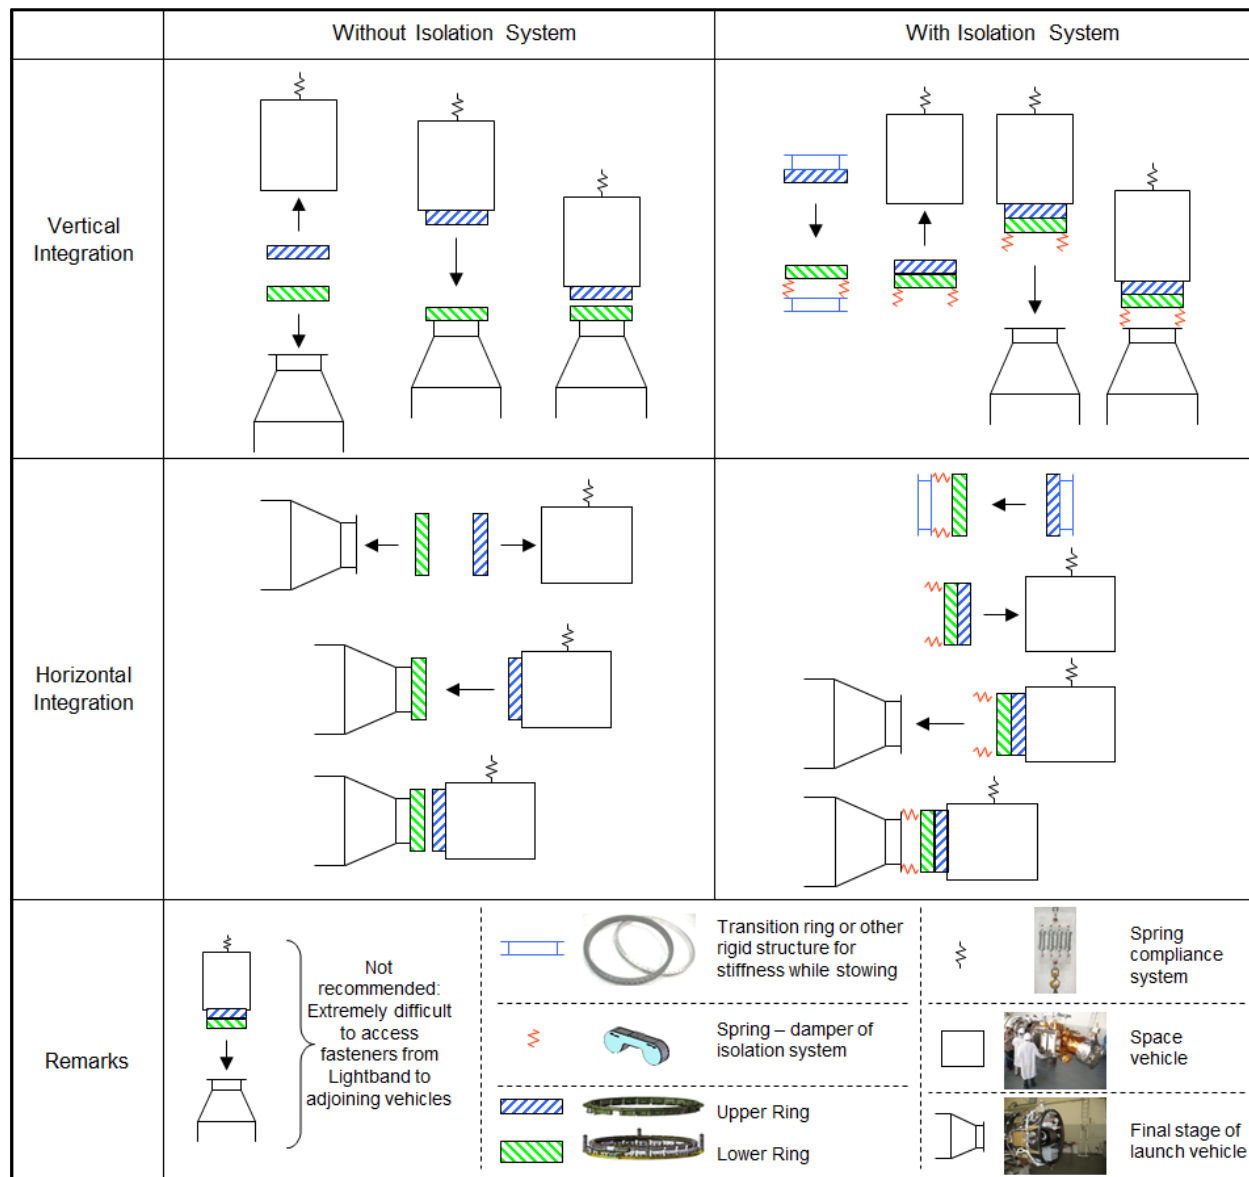 Without Isolation System
With Isolation System
Vertical
Integration
Horizontal
Integration
Remarks
Not
recommended:
Extremely difficult
to access
fasteners from
Lightband to
adjoining vehicles
Transition ring or other
rigid structure for
stiffness while stowing
Spring – damper of
isolation system
Upper Ring
Lower Ring
Spring
compliance
system
Space
vehicle
Final stage of
launch vehicle